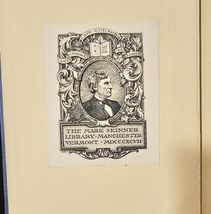 THE MARK SKINNER
LIBRARY · MANCHESTER
VERMONT · MDCCCXCVII